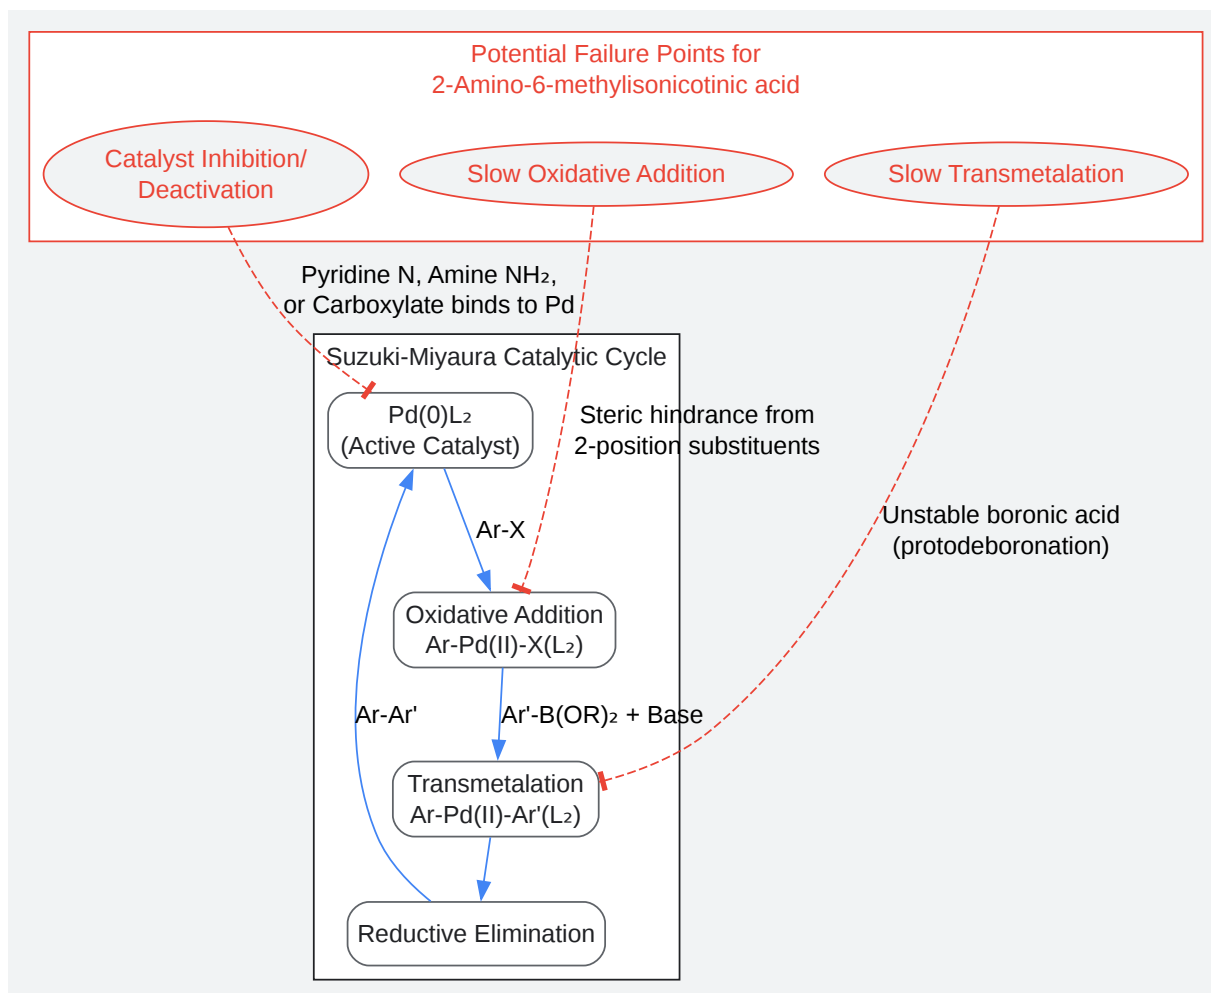 Potential Failure Points for
2-Amino-6-methylisonicotinic acid
Catalyst Inhibition/
Deactivation
Slow Oxidative Addition
Slow Transmetalation
Pyridine N, Amine NH₂,
or Carboxylate binds to Pd
Suzuki-Miyaura Catalytic Cycle
Pd(0)L₂
(Active Catalyst)
Steric hindrance from
2-position substituents
Ar-X
Unstable boronic acid
(protodeboronation)
Oxidative Addition
Ar-Pd(II)-X(L₂)
Ar-Ar'
Ar'-B(OR)₂ + Base
Transmetalation
Ar-Pd(II)-Ar'(L₂)
Reductive Elimination